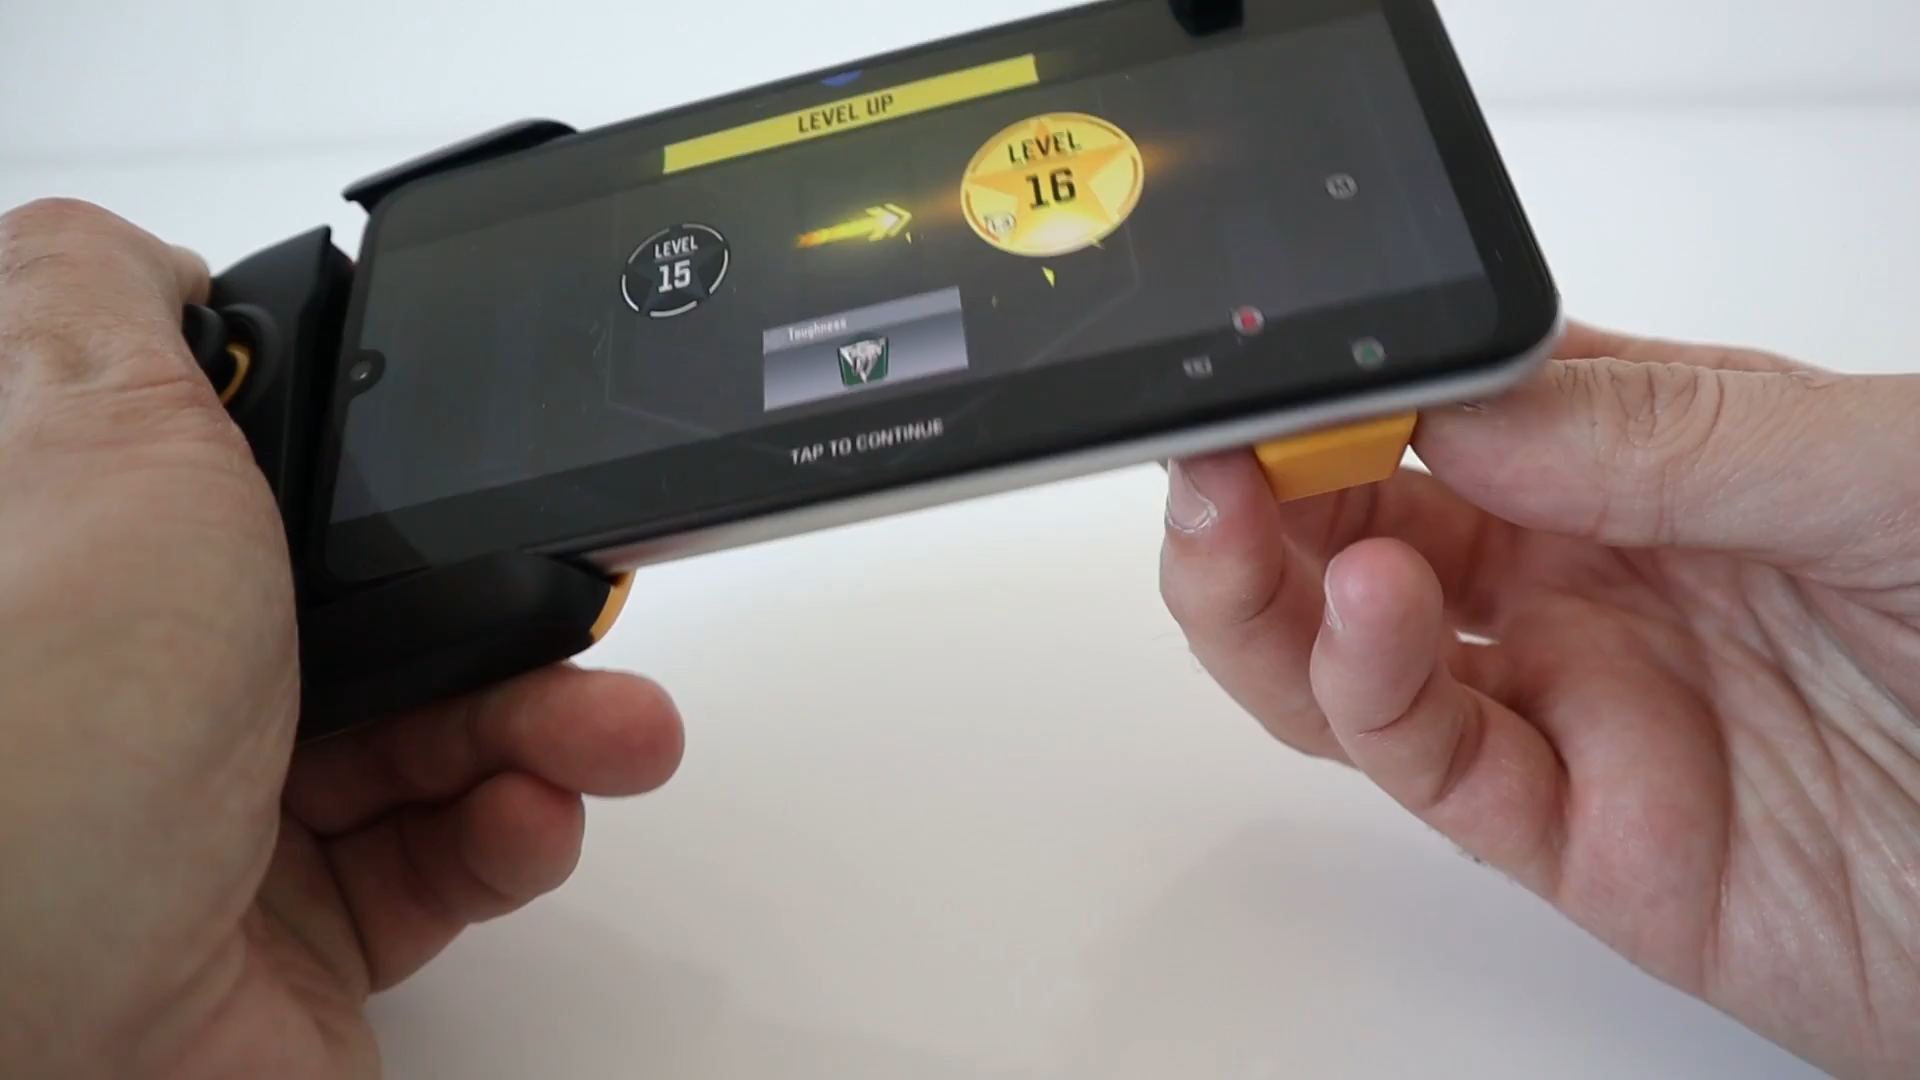 LEVEL UP
LEVEL
15
LEVEL
16
Toughness
TAP TO CONTINUE